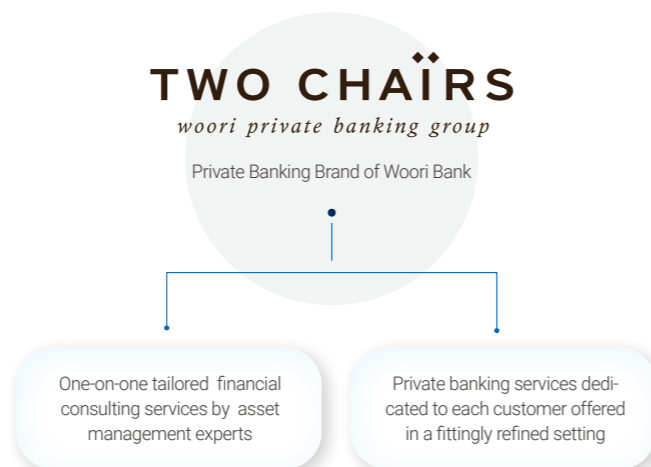 TWO CHAÏRS
woori private banking group
Private Banking Brand of Woori Bank
One-on-one tailored financial
consulting services by asset
management experts
Private banking services dedi-
cated to each customer offered
in a fittingly refined setting